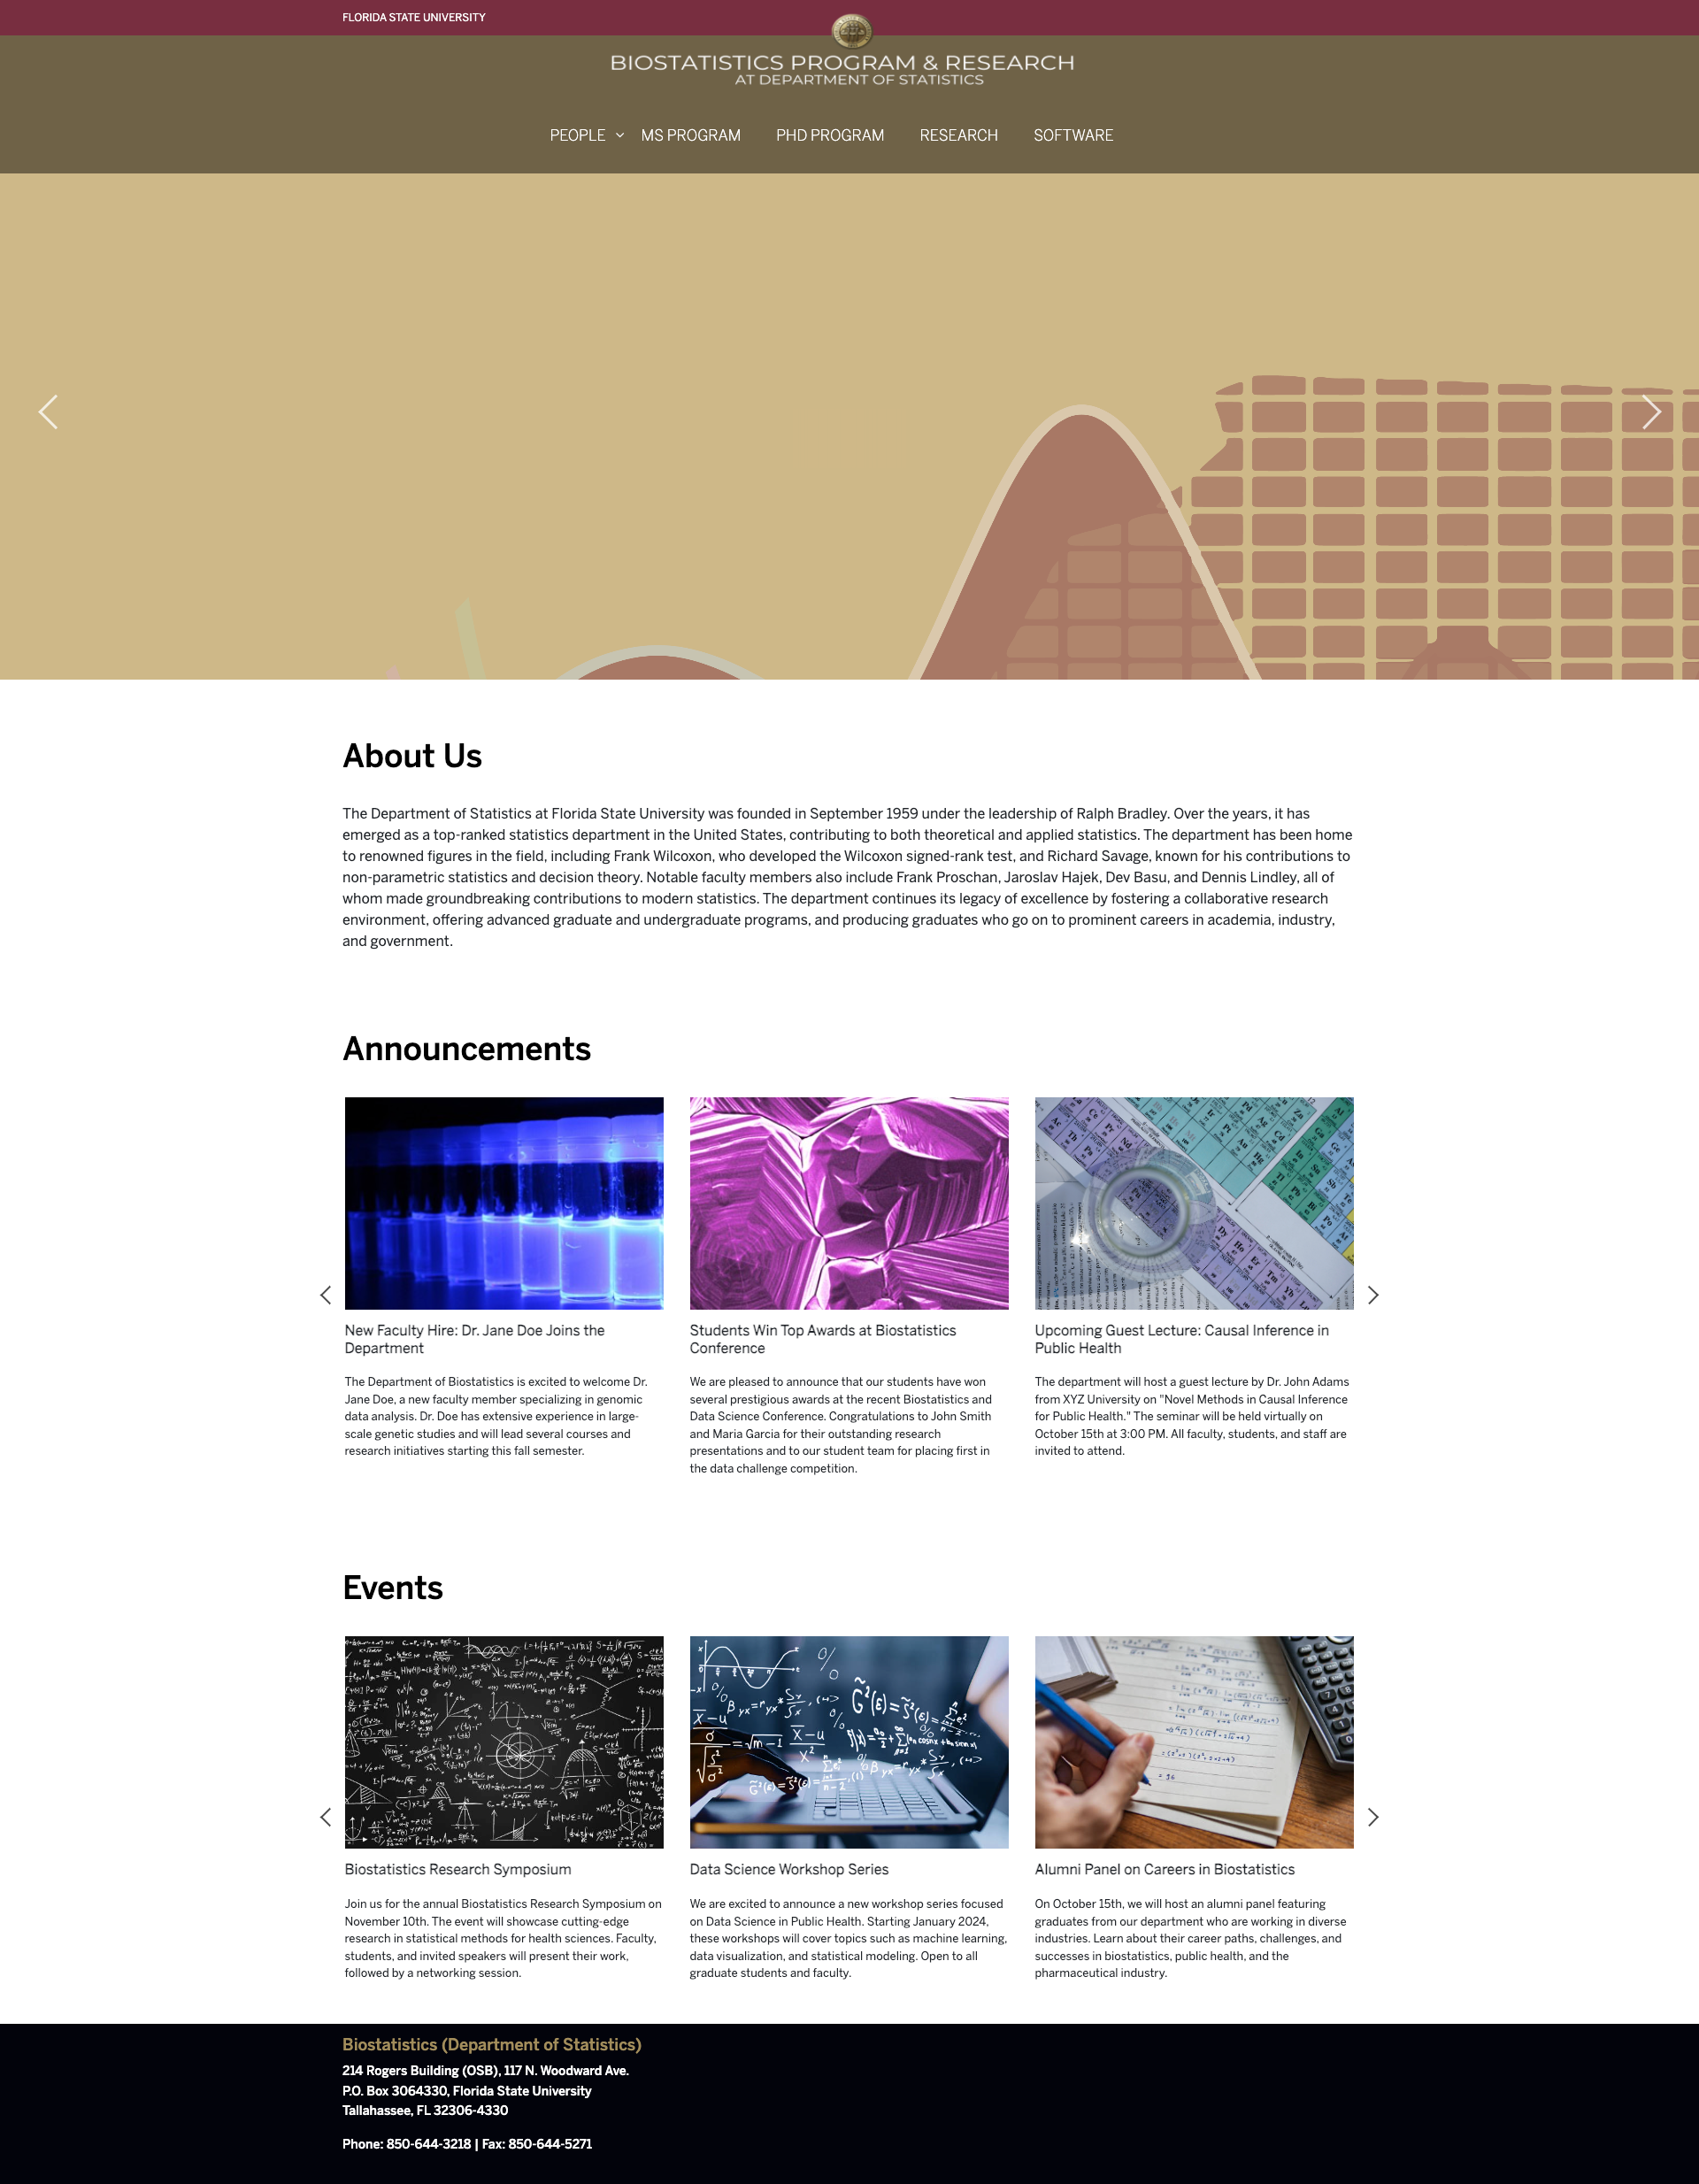 FLORIDA STATE UNIVERSITY
BIOSTATISTICS PROGRAM & RESEARCH
AT DEPARTMENT OF STATISTICS
PEOPLE MS PROGRAM PHD PROGRAM RESEARCH SOFTWARE
About Us
The Department of Statistics at Florida State University was founded in September 1959 under the leadership of Ralph Bradley. Over the years, it has
emerged as a top-ranked statistics department in the United States, contributing to both theoretical and applied statistics. The department has been home
to renowned figures in the field, including Frank Wilcoxon, who developed the Wilcoxon signed-rank test, and Richard Savage, known for his contributions to
non-parametric statistics and decision theory. Notable faculty members also include Frank Proschan, Jaroslav Hajek, Dev Basu, and Dennis Lindley, all of
whom made groundbreaking contributions to modern statistics. The department continues its legacy of excellence by fostering a collaborative research
environment, offering advanced graduate and undergraduate programs, and producing graduates who go on to prominent careers in academia, industry,
and government.
Announcements
New Faculty Hire: Dr. Jane Doe Joins the
Department
The Department of Biostatistics is excited to welcome Dr.
Jane Doe, a new faculty member specializing in genomic
data analysis. Dr. Doe has extensive experience in large-
scale genetic studies and will lead several courses and
research initiatives starting this fall semester.
Students Win Top Awards at Biostatistics
Conference
We are pleased to announce that our students have won
several prestigious awards at the recent Biostatistics and
Data Science Conference. Congratulations to John Smith
and Maria Garcia for their outstanding research
presentations and to our student team for placing first in
the data challenge competition.
Upcoming Guest Lecture: Causal Inference in
Public Health
The department will host a guest lecture by Dr. John Adams
from XYZ University on "Novel Methods in Causal Inference
for Public Health." The seminar will be held virtually on
October 15th at 3:00 PM. All faculty, students, and staff are
invited to attend.
Events
Biostatistics Research Symposium
Join us for the annual Biostatistics Research Symposium on
November 10th. The event will showcase cutting-edge
research in statistical methods for health sciences. Faculty,
students, and invited speakers will present their work,
followed by a networking session.
Data Science Workshop Series
We are excited to announce a new workshop series focused
on Data Science in Public Health. Starting January 2024,
these workshops will cover topics such as machine learning,
data visualization, and statistical modeling. Open to all
graduate students and faculty.
Alumni Panel on Careers in Biostatistics
On October 15th, we will host an alumni panel featuring
graduates from our department who are working in diverse
industries. Learn about their career paths, challenges, and
successes in biostatistics, public health, and the
pharmaceutical industry.
Biostatistics (Department of Statistics)
214 Rogers Building (OSB), 117 N. Woodward Ave.
P.O. Box 3064330, Florida State University
Tallahassee, FL 32306-4330
Phone: 850-644-3218 | Fax: 850-644-5271